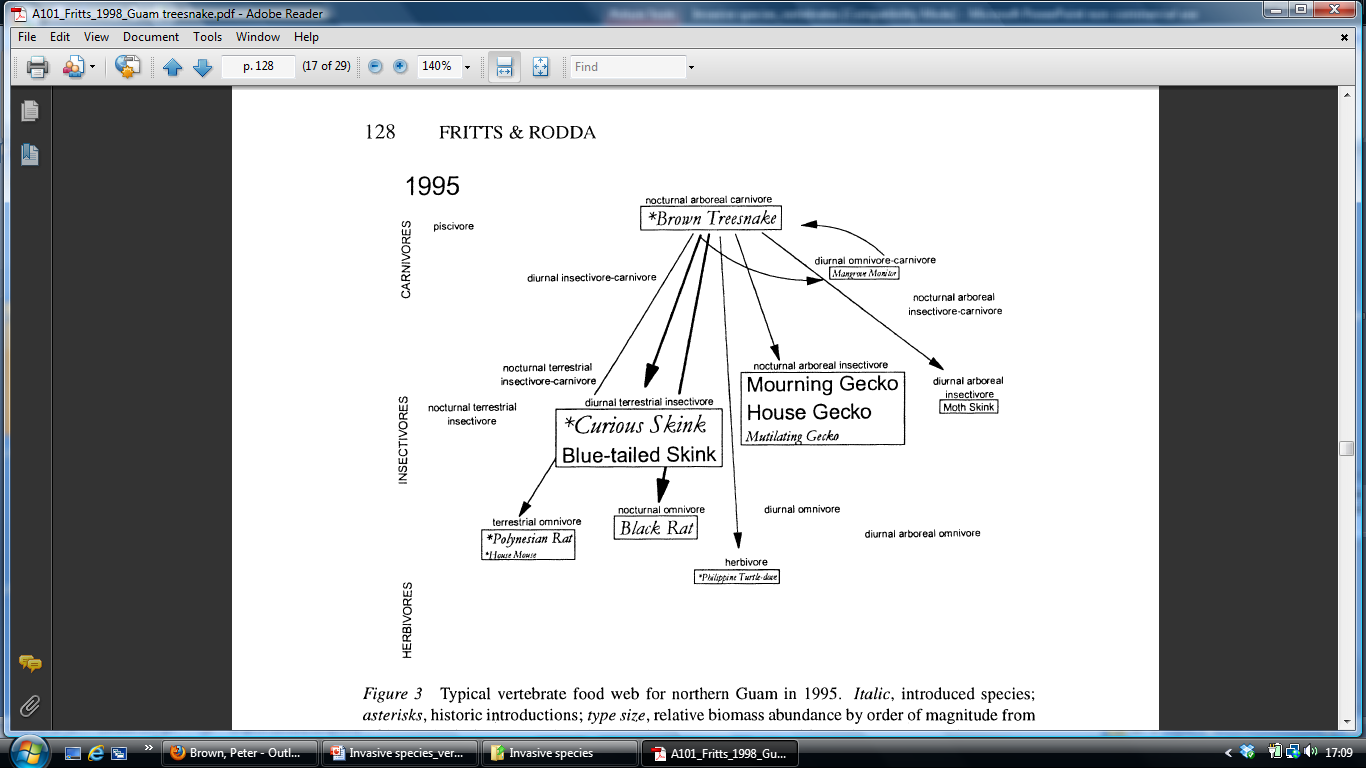 A101_Fritts_1998_Guam treesnake.pdf - Adobe Reader
File Edit View Document Tools Window Help
p. 128 (17 of 29) 140% Find
128 FRITTS & RODDA
1995
CARNIVORES
INSECTIVORES
HERBIVORES
nocturnal arboreal carnivore
*Brown Treesnake
piscivore
diurnal omnivore-carnivore
Mangrove Monitor
diurnal insectivore-carnivore
nocturnal arboreal
insectivore-carnivore
nocturnal terrestrial
insectivore-carnivore
nocturnal arboreal insectivore
Mourning Gecko
House Gecko
Mutilating Gecko
diurnal arboreal
insectivore
Moth Skink
nocturnal terrestrial
insectivore
diurnal terrestrial insectivore
*Curious Skink
Blue-tailed Skink
terrestrial omnivore
*Polynesian Rat
*House Mouse
nocturnal omnivore
Black Rat
diurnal omnivore
diurnal arboreal omnivore
herbivore
*Philippine Turtle-dove
Figure 3 Typical vertebrate food web for northern Guam in 1995. Italic, introduced species;
asterisks, historic introductions; type size, relative biomass abundance by order of magnitude from
Brown, Peter - Outl... Invasive species_ver... Invasive species A101_Fritts_1998_Gu... 17:09